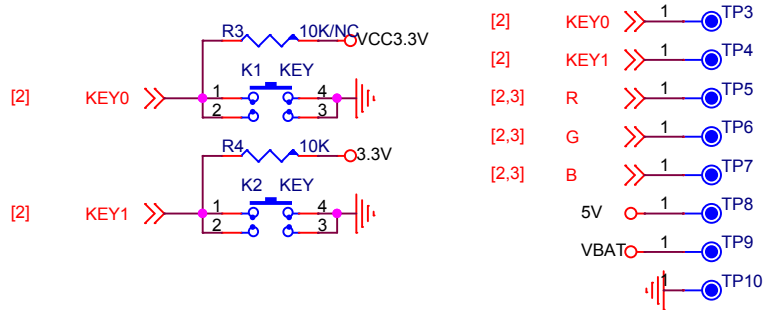 R3 10K/NC VCC3.3V
K1 KEY
[2] KEY0 1 4
2 3
R4 10K 3.3V
K2 KEY
[2] KEY1 1 4
2 3
[2] KEY0 1 TP3
[2] KEY1 1 TP4
[2,3] R 1 TP5
[2,3] G 1 TP6
[2,3] B 1 TP7
5V 1 TP8
VBAT 1 TP9
1 TP10